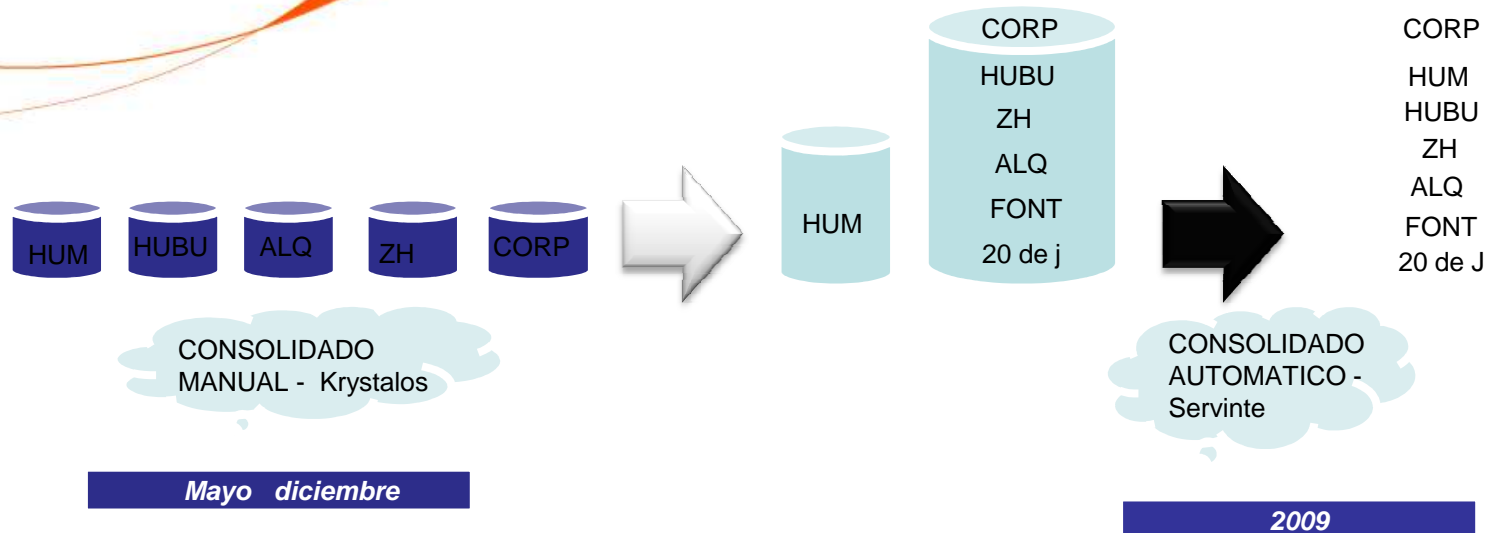 HUM
HUBU
ALQ
ZH
CORP
CONSOLIDADO
MANUAL - Krystalos
Mayo diciembre
HUM
CORP
HUBU
ZH
ALQ
FONT
20 de j
CONSOLIDADO
AUTOMATICO -
Servinte
CORP
HUM
HUBU
ZH
ALQ
FONT
20 de J
2009